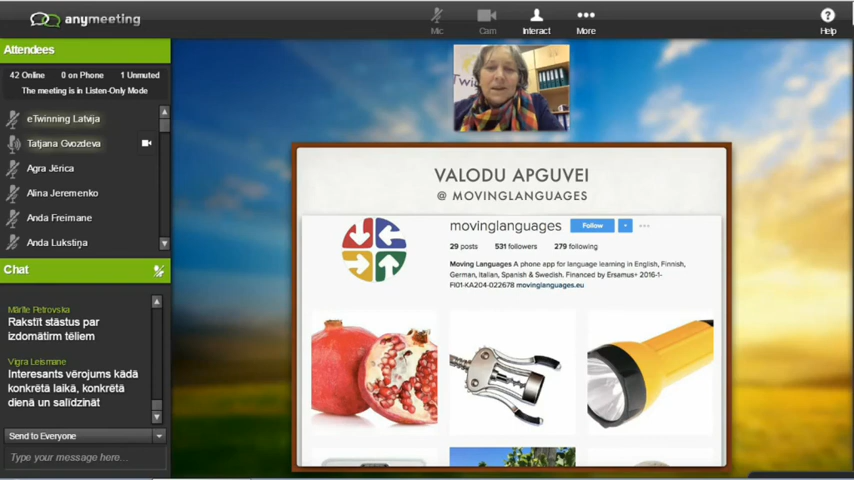 anymeeting
Mic
Cam
Interact
More
Help
Attendees
42 Online 0 on Phone 1 Unmuted
The meeting is in Listen-Only Mode
eTwinning Latvija
Tatjana Gvozdeva
Agra Jērica
Alina Jeremenko
Anda Freimane
Anda Lukstiņa
Chat
Mārīte Petrovska
Rakstīt stāstus par
izdomātirm tēliem
Vigra Leismane
Interesants vērojums kādā
konkrētā laikā, konkrētā
dienā un salīdzināt
Send to Everyone
Type your message here...
VALODU APGUVEI
@ MOVINGLANGUAGES
movinglanguages Follow
29 posts 531 followers 279 following
Moving Languages A phone app for language learning in English, Finnish,
German, Italian, Spanish & Swedish. Financed by Erasmus+ 2016-1-
FI01-KA204-022678 movinglanguages.eu